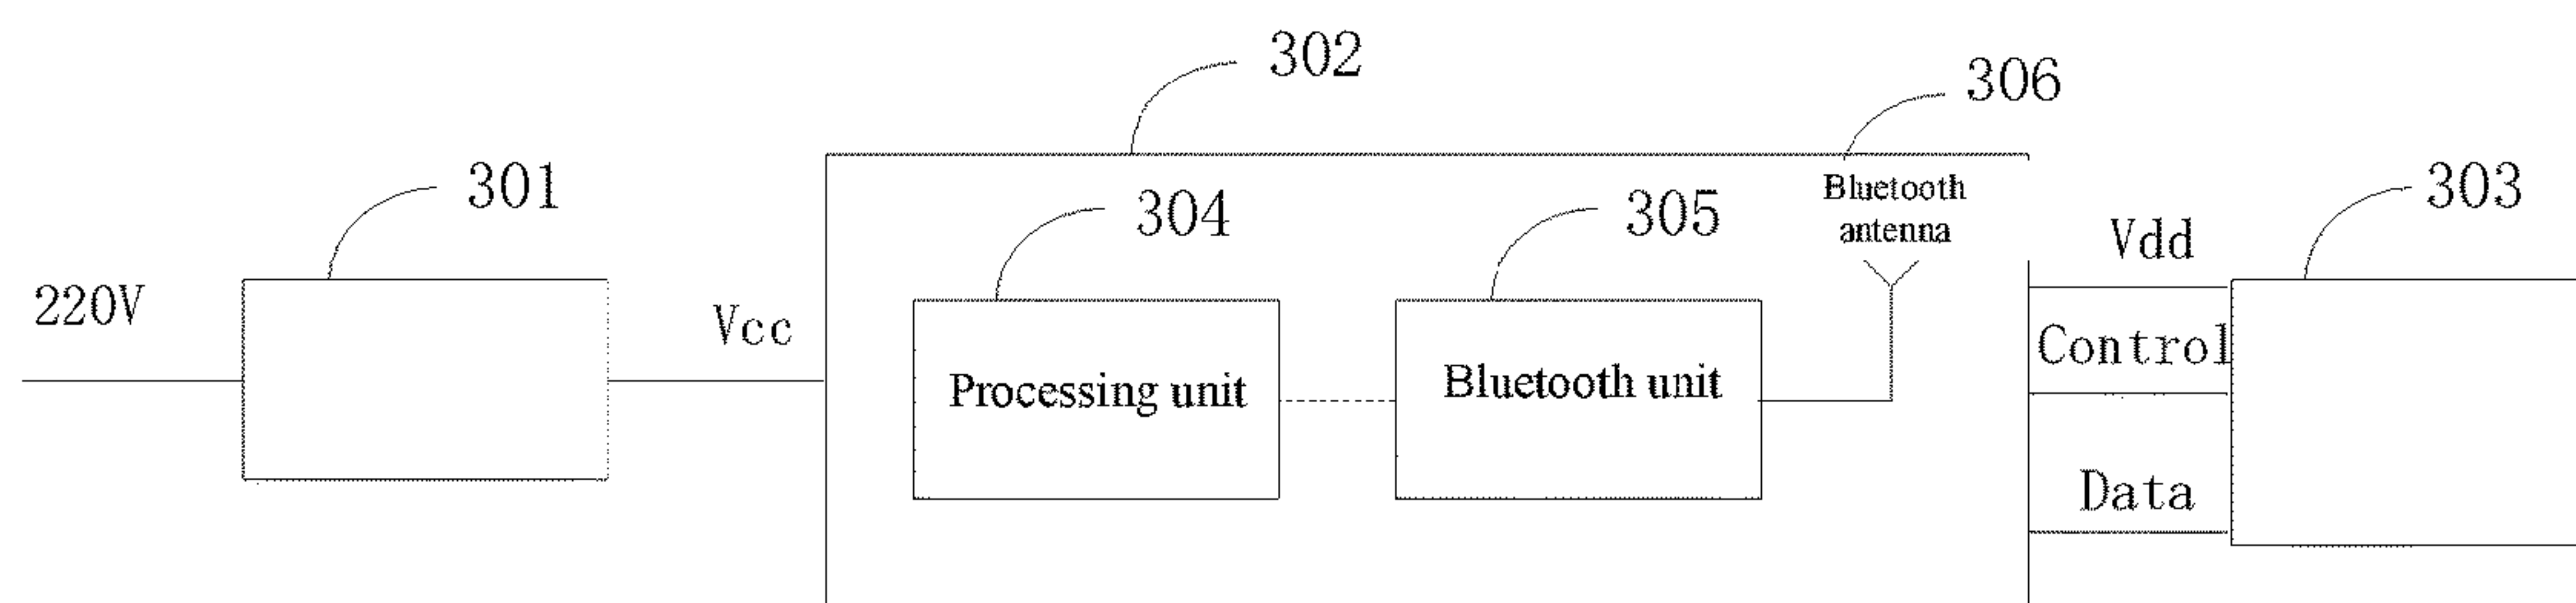 302
306
301
304
305
Bluetooth
antenna
303
220V
Vcc
Vdd
Processing unit
Bluetooth unit
Control
Data